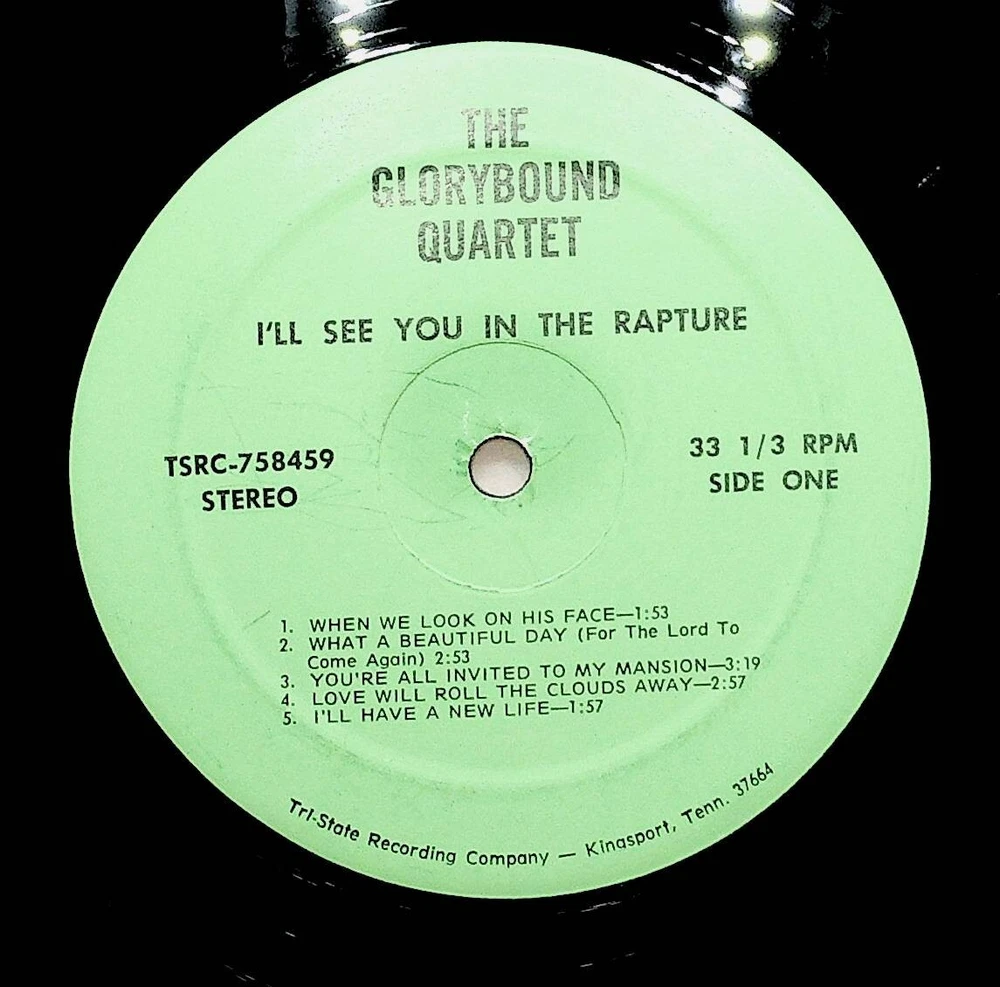 THE
GLORYBOUND
QUARTET
I'LL SEE YOU IN THE RAPTURE
TSRC-758459
STEREO
33 1/3 RPM
SIDE ONE
1. WHEN WE LOOK ON HIS FACE—1:53
2. WHAT A BEAUTIFUL DAY (For The Lord To
Come Again) 2:53
3. YOU'RE ALL INVITED TO MY MANSION—3:19
4. LOVE WILL ROLL THE CLOUDS AWAY—2:57
5. I'LL HAVE A NEW LIFE—1:57
Tri-State Recording Company — Kinasport, Tenn. 37664